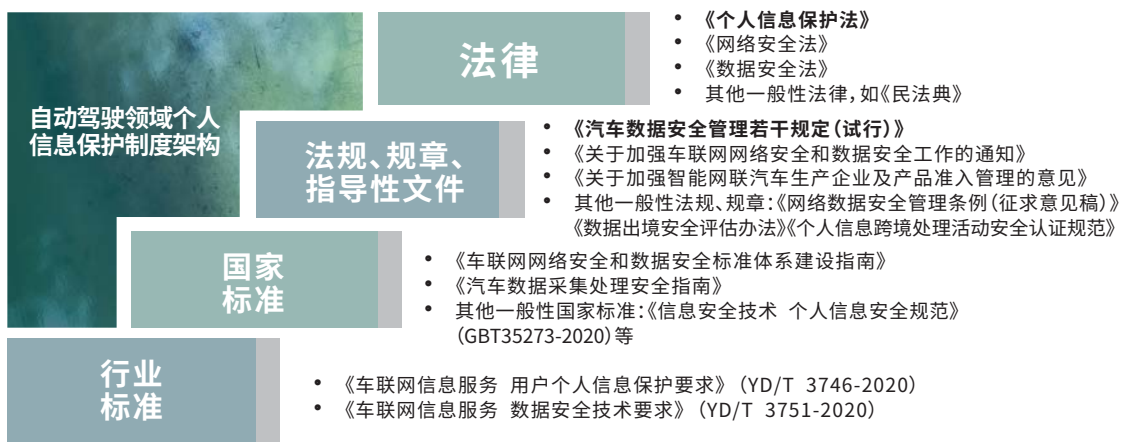 自动驾驶领域个人
信息保护制度架构
法律
• 《个人信息保护法》
• 《网络安全法》
• 《数据安全法》
• 其他一般性法律，如《民法典》
法规、规章、
指导性文件
• 《汽车数据安全管理若干规定（试行）》
• 《关于加强车联网网络安全和数据安全工作的通知》
• 《关于加强智能网联汽车生产企业及产品准入管理的意见》
• 其他一般性法规、规章：《网络数据安全管理条例（征求意见稿）》
《数据出境安全评估办法》《个人信息跨境处理活动安全认证规范》
国家
标准
• 《车联网网络安全和数据安全标准体系建设指南》
• 《汽车数据采集处理安全指南》
• 其他一般性国家标准：《信息安全技术 个人信息安全规范》
（GBT35273-2020）等
行业
标准
• 《车联网信息服务 用户个人信息保护要求》（YD/T 3746-2020）
• 《车联网信息服务 数据安全技术要求》（YD/T 3751-2020）